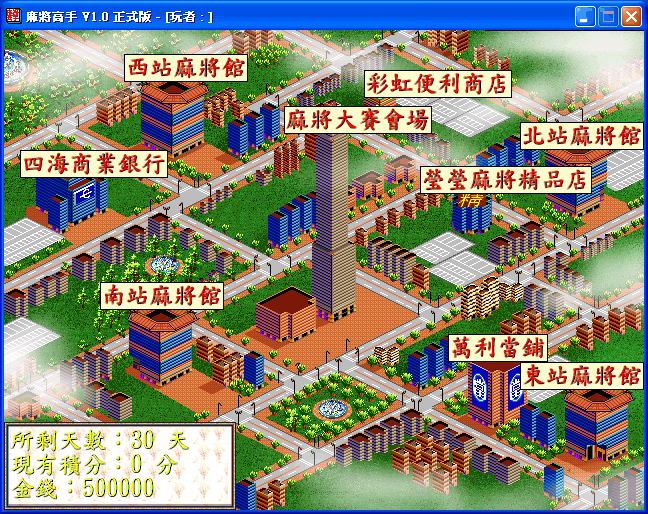 麻將高手 V1.0 正式版 - [玩者:]
西站麻將館
彩虹便利商店
麻將大賽會場
北站麻將館
四海商業銀行
瑩瑩麻將精品店
精
南站麻將館
萬利當鋪
東站麻將館
所剩天數:30 天
現有積分:0 分
金錢:500000